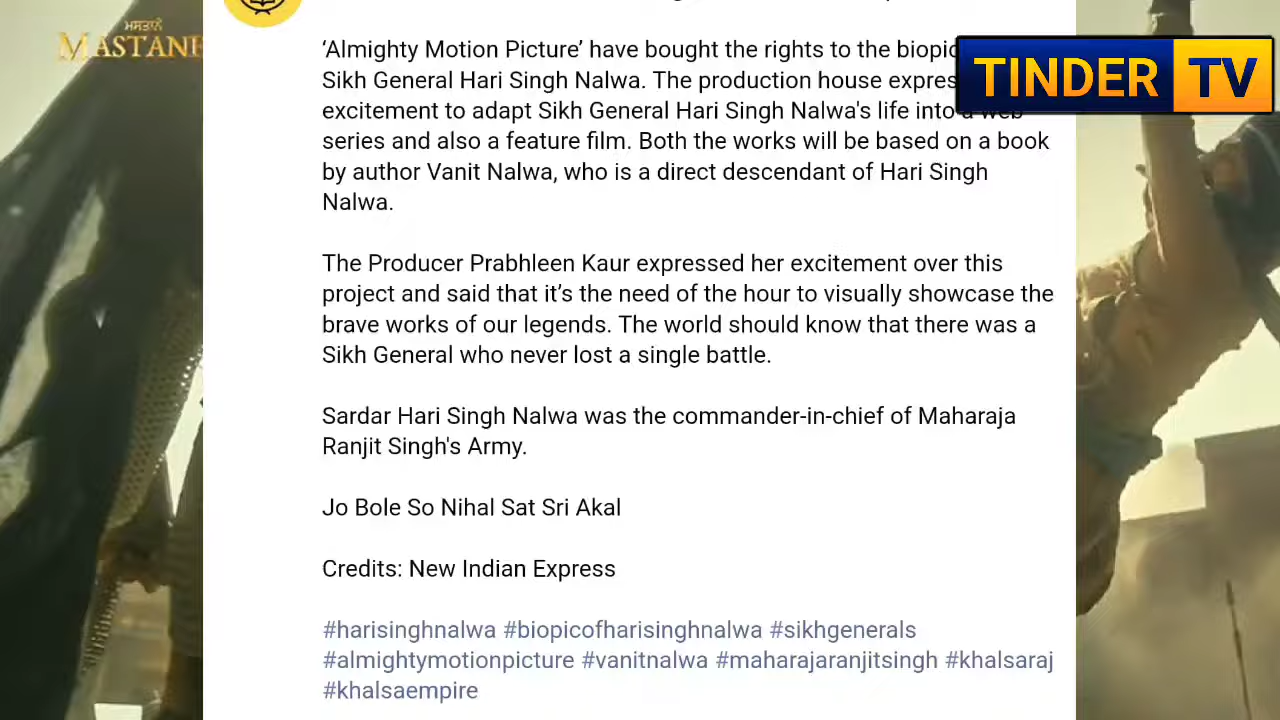 ਮਸਤਾਨੇ
MASTANE
TINDER TV
‘Almighty Motion Picture’ have bought the rights to the biopic
Sikh General Hari Singh Nalwa. The production house
excitement to adapt Sikh General Hari Singh Nalwa's life into a web
series and also a feature film. Both the works will be based on a book
by author Vanit Nalwa, who is a direct descendant of Hari Singh
Nalwa.
The Producer Prabhleen Kaur expressed her excitement over this
project and said that it’s the need of the hour to visually showcase the
brave works of our legends. The world should know that there was a
Sikh General who never lost a single battle.
Sardar Hari Singh Nalwa was the commander-in-chief of Maharaja
Ranjit Singh's Army.
Jo Bole So Nihal Sat Sri Akal
Credits: New Indian Express
#harisinghnalwa #biopicofharisinghnalwa #sikhgenerals
#almightymotionpicture #vanitnalwa #maharajaranjitsingh #khalsaraj
#khalsaempire